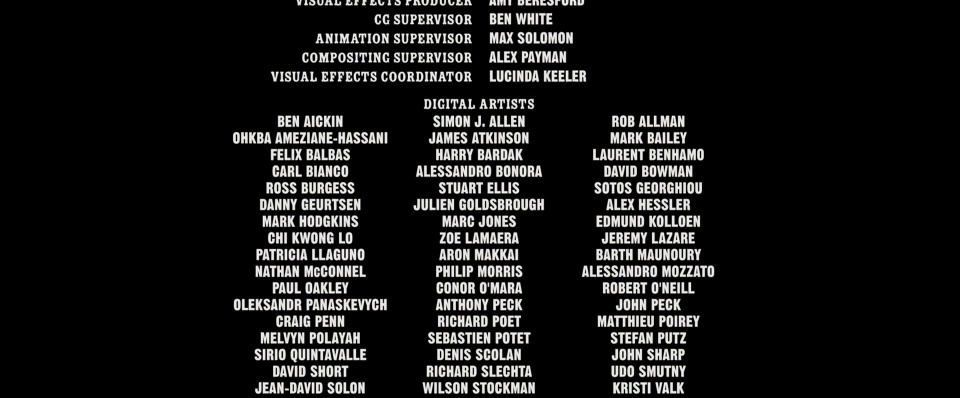 VISUAL EFFECTS PRODUCER AMY BERESFORD
CG SUPERVISOR BEN WHITE
ANIMATION SUPERVISOR MAX SOLOMON
COMPOSITING SUPERVISOR ALEX PAYMAN
VISUAL EFFECTS COORDINATOR LUCINDA KEELER
DIGITAL ARTISTS
BEN AICKIN SIMON J. ALLEN ROB ALLMAN
OHKBA AMEZIANE-HASSANI JAMES ATKINSON MARK BAILEY
FELIX BALBAS HARRY BARDAK LAURENT BENHAMO
CARL BIANCO ALESSANDRO BONORA DAVID BOWMAN
ROSS BURGESS STUART ELLIS SOTOS GEORGHIOU
DANNY GEURTSEN JULIEN GOLDSBROUGH ALEX HESSLER
MARK HODGKINS MARC JONES EDMUND KOLLOEN
CHI KWONG LO ZOE LAMAERA JEREMY LAZARE
PATRICIA LLAGUNO ARON MAKKAI BARTH MAUNOURY
NATHAN McCONNEL PHILIP MORRIS ALESSANDRO MOZZATO
PAUL OAKLEY CONOR O'MARA ROBERT O'NEILL
OLEKSANDR PANASKEVYCH ANTHONY PECK JOHN PECK
CRAIG PENN RICHARD POET MATTHIEU POIREY
MELVYN POLAYAH SEBASTIEN POTET STEFAN PUTZ
SIRIO QUINTAVALLE DENIS SCOLAN JOHN SHARP
DAVID SHORT RICHARD SLECHTA UDO SMUTNY
JEAN-DAVID SOLON WILSON STOCKMAN KRISTI VALK